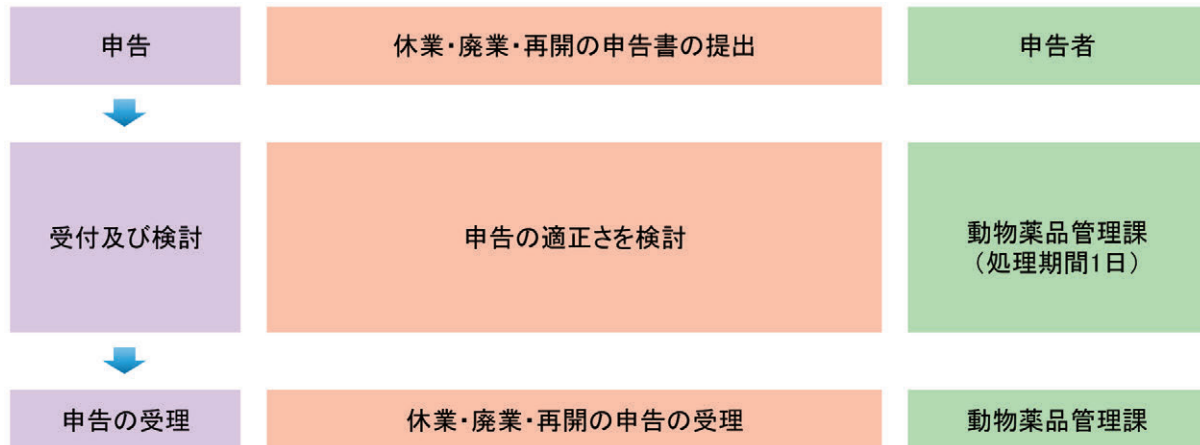 申告
休業・廃業・再開の申告書の提出
申告者
受付及び検討
申告の適正さを検討
動物薬品管理課
（処理期間1日）
申告の受理
休業・廃業・再開の申告の受理
動物薬品管理課